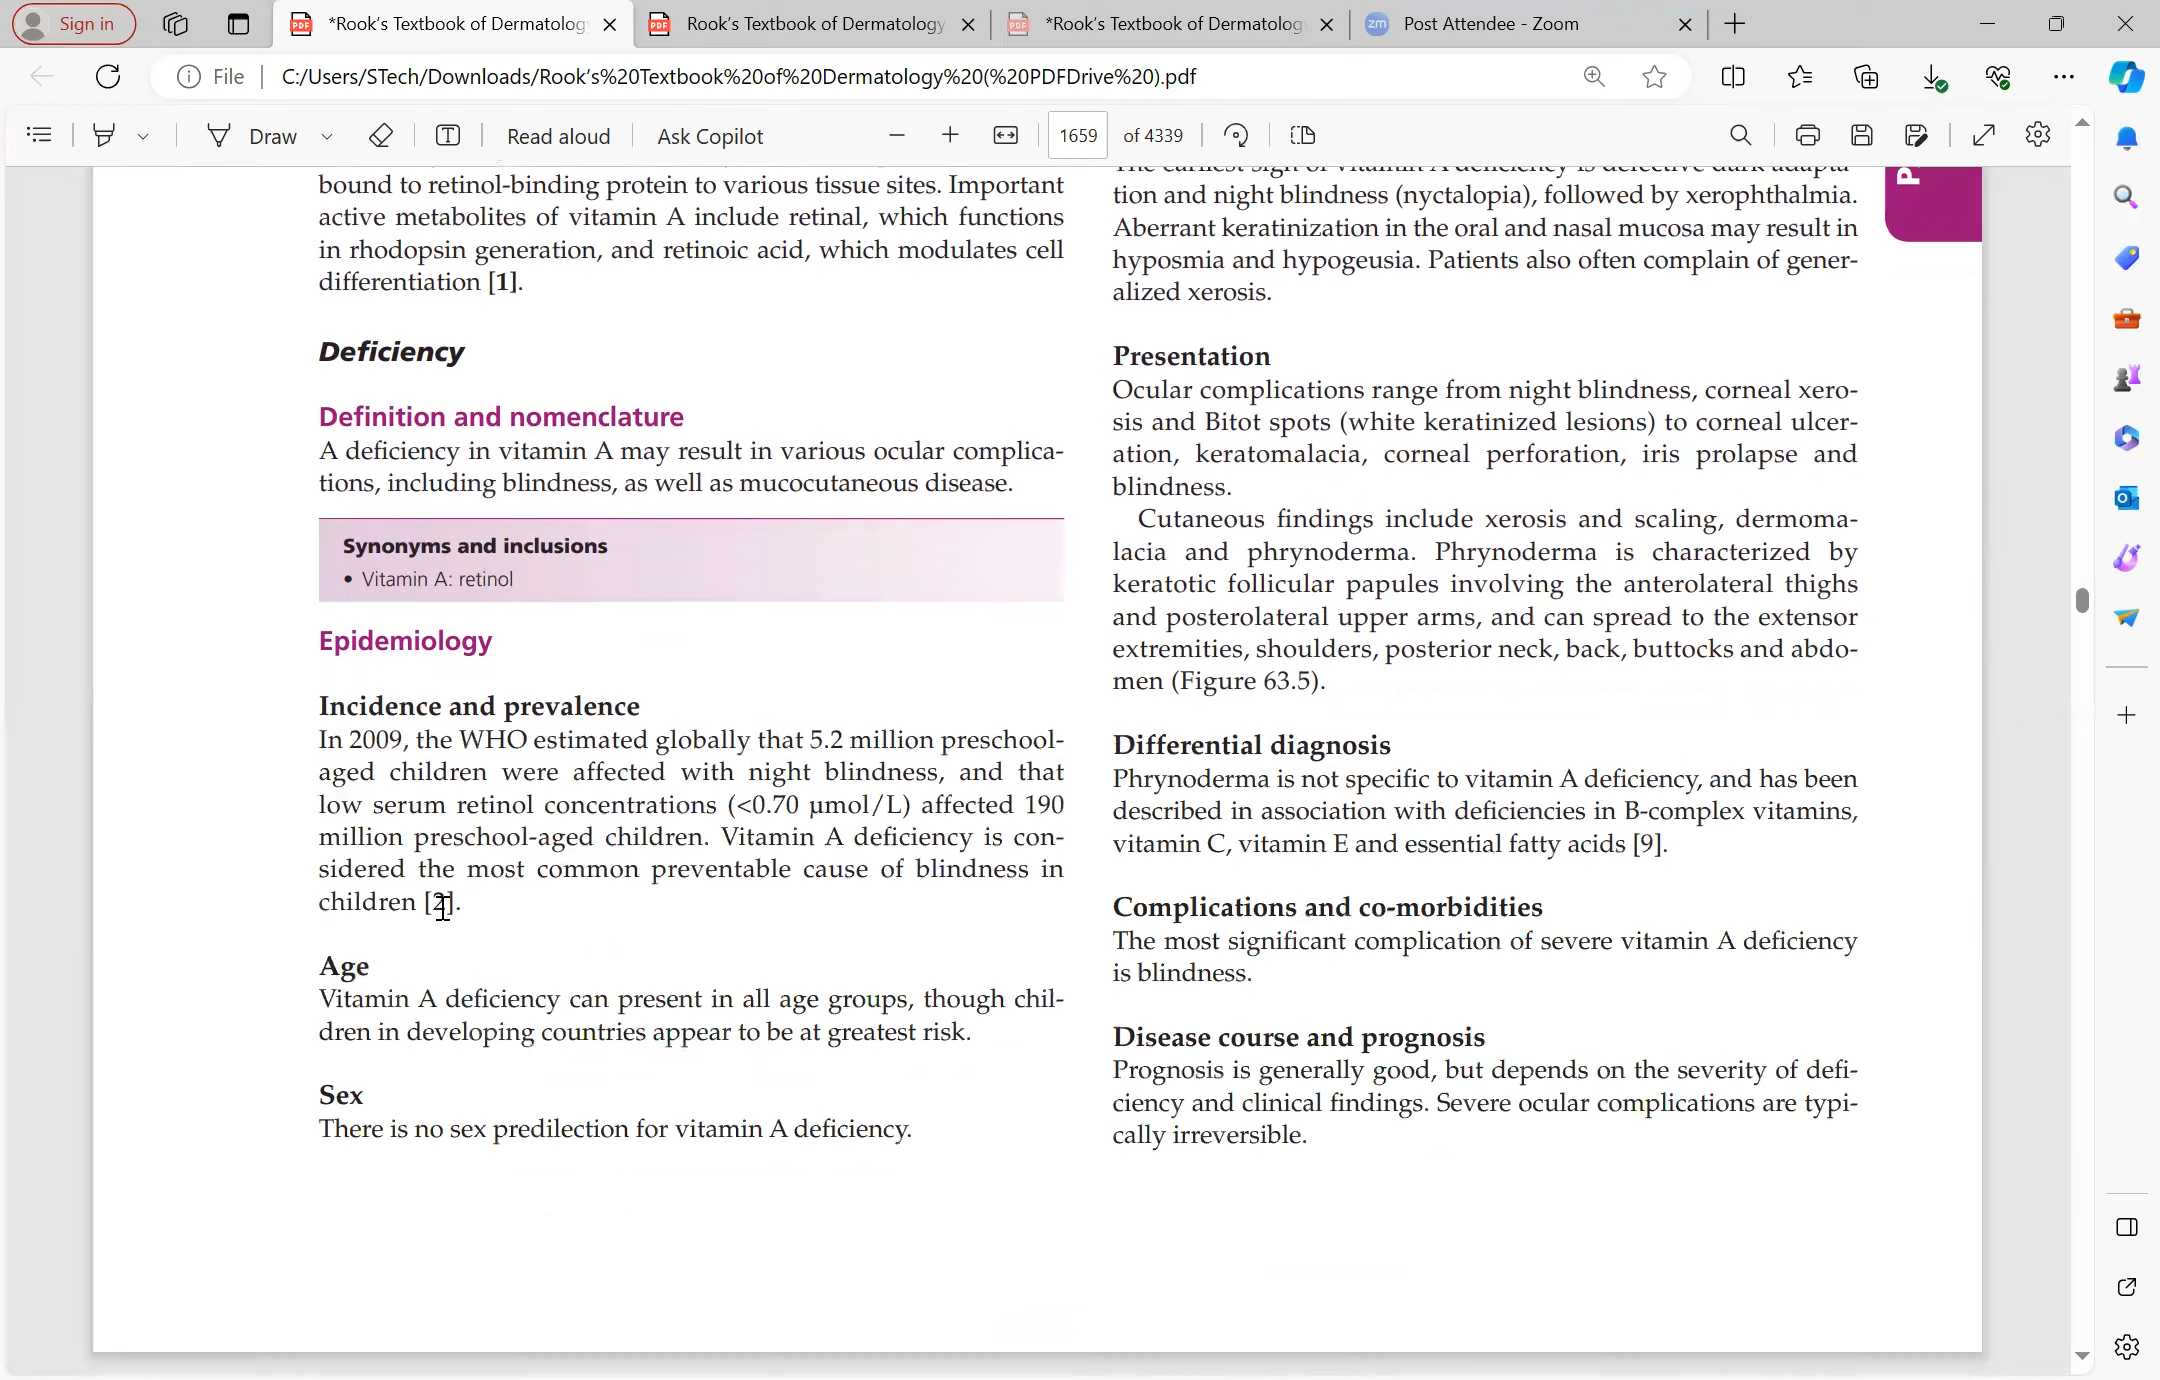 Sign in
*Rook's Textbook of Dermatolog
Rook's Textbook of Dermatology
*Rook's Textbook of Dermatolog
zm
Post Attendee - Zoom
File
C:/Users/STech/Downloads/Rook's%20Textbook%20of%20Dermatology%20(%20PDFDrive%20).pdf
Draw
Read aloud
Ask Copilot
1659
of 4339
bound to retinol-binding protein to various tissue sites. Important
active metabolites of vitamin A include retinal, which functions
in rhodopsin generation, and retinoic acid, which modulates cell
differentiation [1].
Deficiency
Definition and nomenclature
A deficiency in vitamin A may result in various ocular complica-
tions, including blindness, as well as mucocutaneous disease.
Synonyms and inclusions
• Vitamin A: retinol
Epidemiology
Incidence and prevalence
In 2009, the WHO estimated globally that 5.2 million preschool-
aged children were affected with night blindness, and that
low serum retinol concentrations (<0.70 µmol/L) affected 190
million preschool-aged children. Vitamin A deficiency is con-
sidered the most common preventable cause of blindness in
children [2].
Age
Vitamin A deficiency can present in all age groups, though chil-
dren in developing countries appear to be at greatest risk.
Sex
There is no sex predilection for vitamin A deficiency.
The earliest sign of vitamin A deficiency is defective dark adapta-
tion and night blindness (nyctalopia), followed by xerophthalmia.
Aberrant keratinization in the oral and nasal mucosa may result in
hyposmia and hypogeusia. Patients also often complain of gener-
alized xerosis.
Presentation
Ocular complications range from night blindness, corneal xero-
sis and Bitot spots (white keratinized lesions) to corneal ulcer-
ation, keratomalacia, corneal perforation, iris prolapse and
blindness.
Cutaneous findings include xerosis and scaling, dermoma-
lacia and phrynoderma. Phrynoderma is characterized by
keratotic follicular papules involving the anterolateral thighs
and posterolateral upper arms, and can spread to the extensor
extremities, shoulders, posterior neck, back, buttocks and abdo-
men (Figure 63.5).
Differential diagnosis
Phrynoderma is not specific to vitamin A deficiency, and has been
described in association with deficiencies in B-complex vitamins,
vitamin C, vitamin E and essential fatty acids [9].
Complications and co-morbidities
The most significant complication of severe vitamin A deficiency
is blindness.
Disease course and prognosis
Prognosis is generally good, but depends on the severity of defi-
ciency and clinical findings. Severe ocular complications are typi-
cally irreversible.